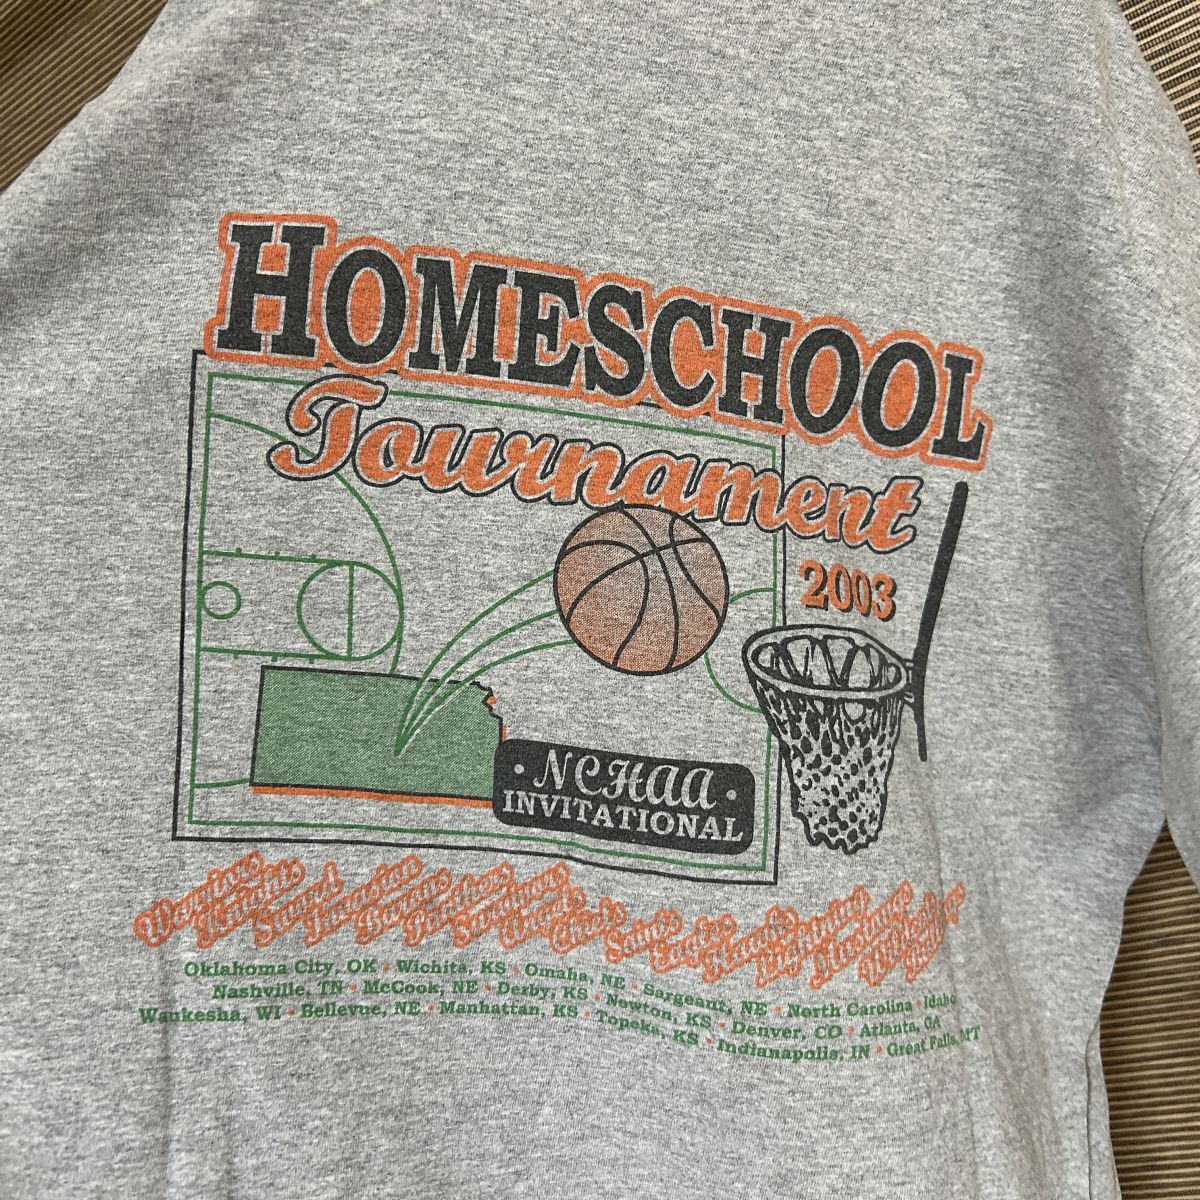 HOMESCHOOL
Tournament
2003
· NCHAA ·
INVITATIONAL
Warriors Knights
Oklahoma City, OK • Wichita, KS • Omaha, NE • Sargeant, NE • North Carolina • Idaho
Nashville, TN • McCook, NE • Derby, KS • Newton, KS • Denver, CO • Atlanta, GA
Waukesha, WI • Bellevue, NE • Manhattan, KS • Topeka, KS • Indianapolis, IN • Great Falls, MT